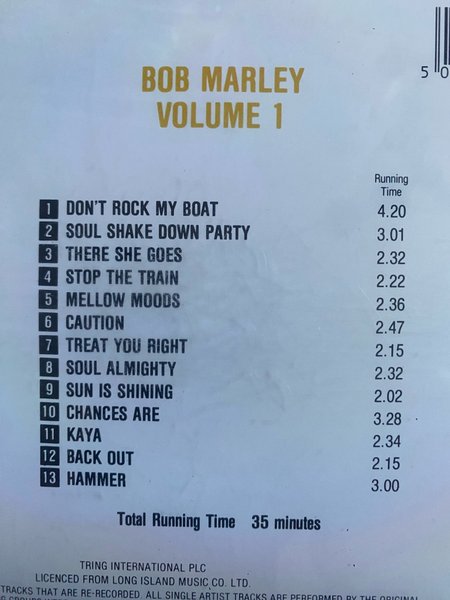 BOB MARLEY
VOLUME 1
5 0
Running
Time
1 DON'T ROCK MY BOAT 4.20
2 SOUL SHAKE DOWN PARTY 3.01
3 THERE SHE GOES 2.32
4 STOP THE TRAIN 2.22
5 MELLOW MOODS 2.36
6 CAUTION 2.47
7 TREAT YOU RIGHT 2.15
8 SOUL ALMIGHTY 2.32
9 SUN IS SHINING 2.02
10 CHANCES ARE 3.28
11 KAYA 2.34
12 BACK OUT 2.15
13 HAMMER 3.00
Total Running Time 35 minutes
TRING INTERNATIONAL PLC
LICENCED FROM LONG ISLAND MUSIC CO. LTD.
TRACKS THAT ARE RE-RECORDED. ALL SINGLE ARTIST TRACKS ARE PERFORMED BY THE ORIGINAL